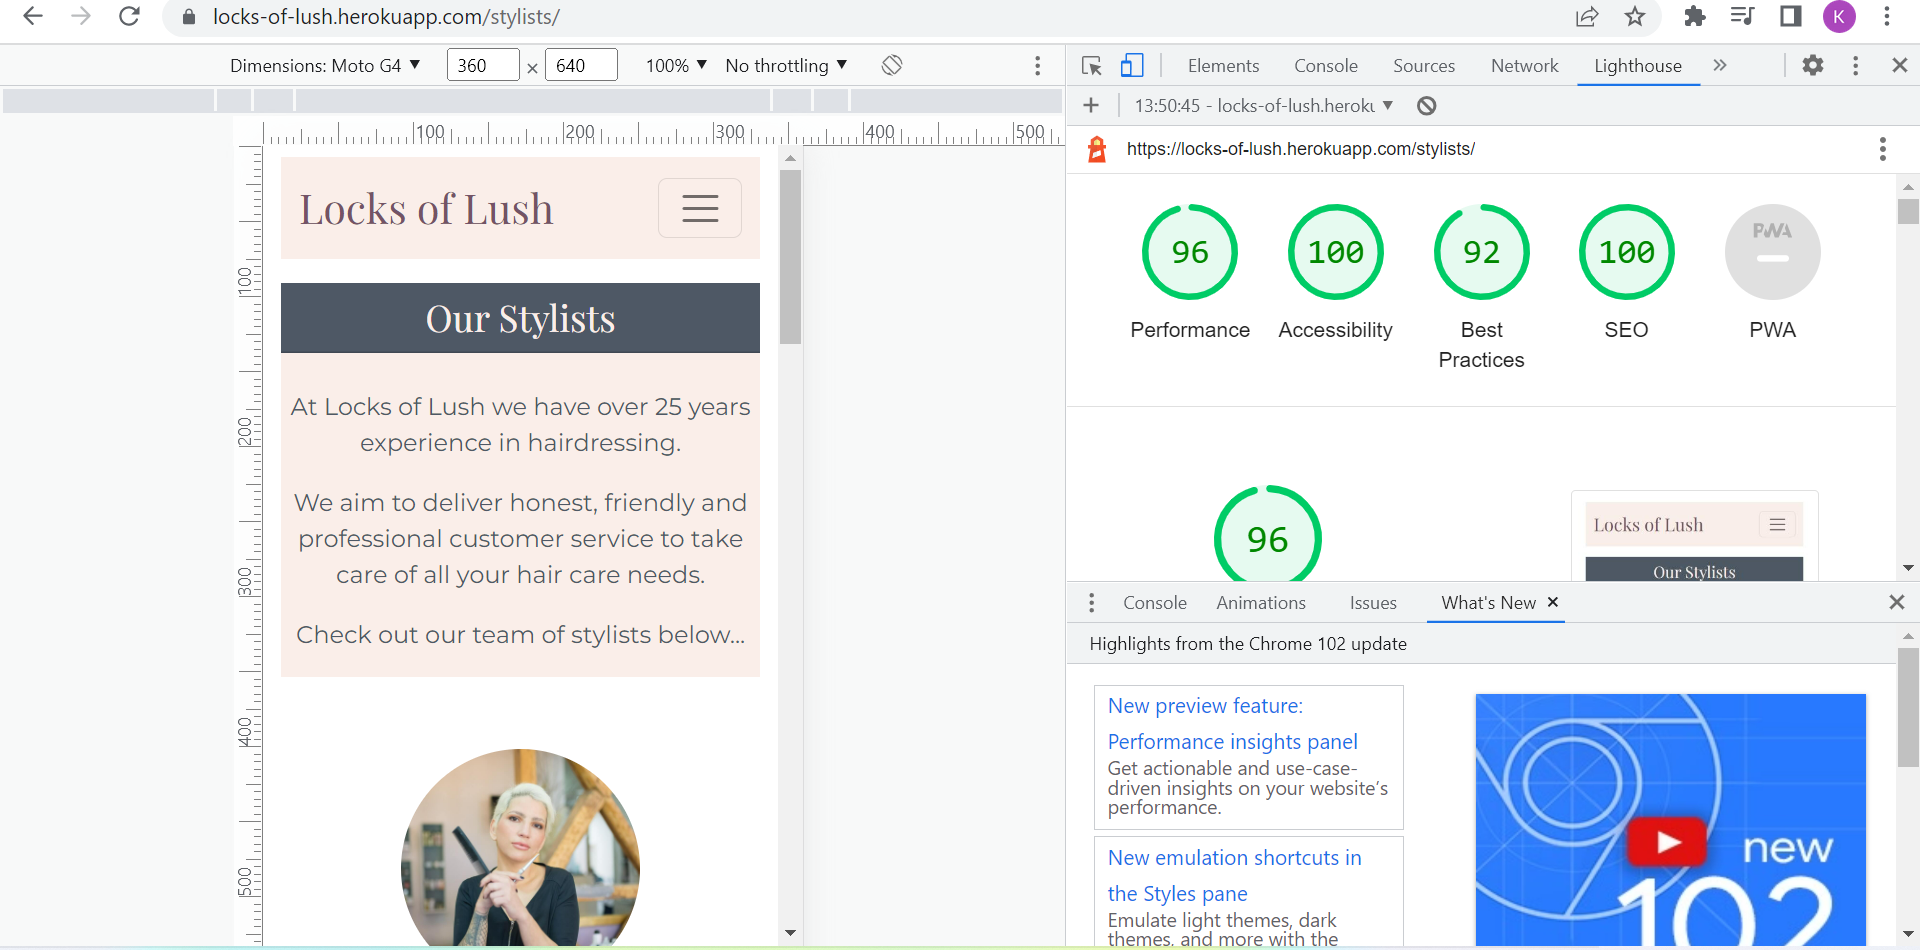 locks-of-lush.herokuapp.com/stylists/
K
Dimensions: Moto G4 ▼ 360 × 640 100% ▼ No throttling ▼
Elements Console Sources Network Lighthouse »
13:50:45 - locks-of-lush.heroku ▼
https://locks-of-lush.herokuapp.com/stylists/
100 200 300 400 500
100
200
300
400
500
Locks of Lush
Our Stylists
At Locks of Lush we have over 25 years
experience in hairdressing.
We aim to deliver honest, friendly and
professional customer service to take
care of all your hair care needs.
Check out our team of stylists below...
96 100 92 100 PWA
Performance Accessibility Best SEO PWA
Practices
96
Locks of Lush
Our Stylists
Console Animations Issues What's New ×
Highlights from the Chrome 102 update
New preview feature:
Performance insights panel
Get actionable and use-case-
driven insights on your website's
performance.
New emulation shortcuts in
the Styles pane
Emulate light themes, dark
themes, and more with the
new
102